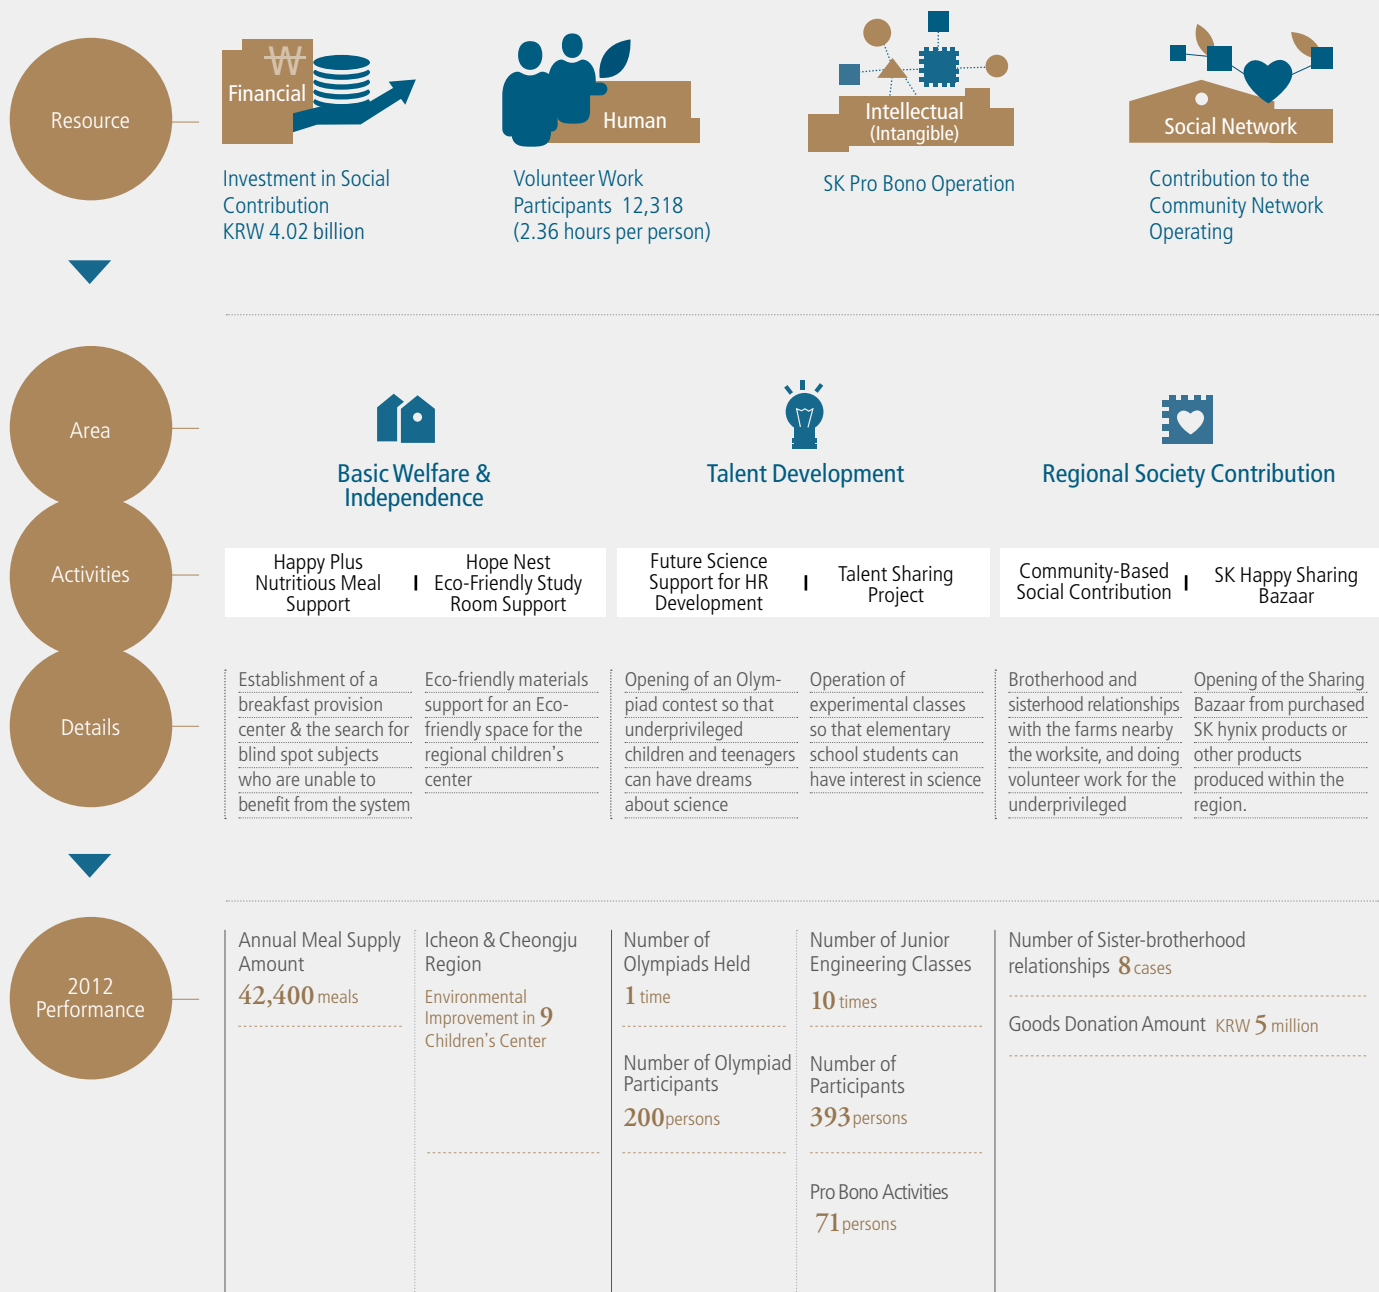 Resource
₩
Financial
Investment in Social
Contribution
KRW 4.02 billion
Human
Volunteer Work
Participants 12,318
(2.36 hours per person)
Intellectual
(Intangible)
SK Pro Bono Operation
Social Network
Contribution to the
Community Network
Operating
Area
Basic Welfare &
Independence
Talent Development
Regional Society Contribution
Activities
Happy Plus
Nutritious Meal
Support
Hope Nest
Eco-Friendly Study
Room Support
Future Science
Support for HR
Development
Talent Sharing
Project
Community-Based
Social Contribution
SK Happy Sharing
Bazaar
Details
Establishment of a
breakfast provision
center & the search for
blind spot subjects
who are unable to
benefit from the system
Eco-friendly materials
support for an Eco-
friendly space for the
regional children's
center
Opening of an Olym-
piad contest so that
underprivileged
children and teenagers
can have dreams
about science
Operation of
experimental classes
so that elementary
school students can
have interest in science
Brotherhood and
sisterhood relationships
with the farms nearby
the worksite, and doing
volunteer work for the
underprivileged
Opening of the Sharing
Bazaar from purchased
SK hynix products or
other products
produced within the
region.
2012
Performance
Annual Meal Supply
Amount
42,400 meals
Icheon & Cheongju
Region
Environmental
Improvement in 9
Children's Center
Number of
Olympiads Held
1 time
Number of Olympiad
Participants
200 persons
Number of Junior
Engineering Classes
10 times
Number of
Participants
393 persons
Pro Bono Activities
71 persons
Number of Sister-brotherhood
relationships 8 cases
Goods Donation Amount KRW 5 million